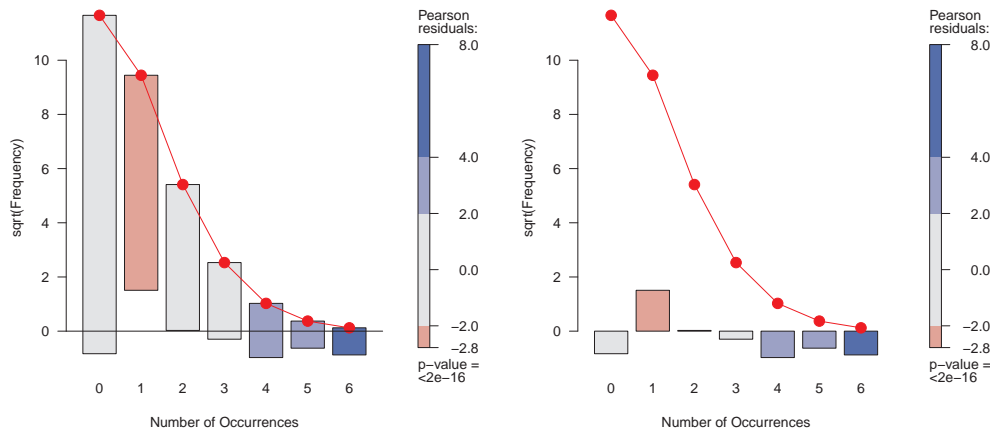 Pearson
residuals:
8.0
4.0
2.0
0.0
−2.0
−2.8
p−value =
<2e−16
10
8
6
4
2
0
sqrt(Frequency)
0 1 2 3 4 5 6
Number of Occurrences
Pearson
residuals:
8.0
4.0
2.0
0.0
−2.0
−2.8
p−value =
<2e−16
10
8
6
4
2
0
sqrt(Frequency)
0 1 2 3 4 5 6
Number of Occurrences